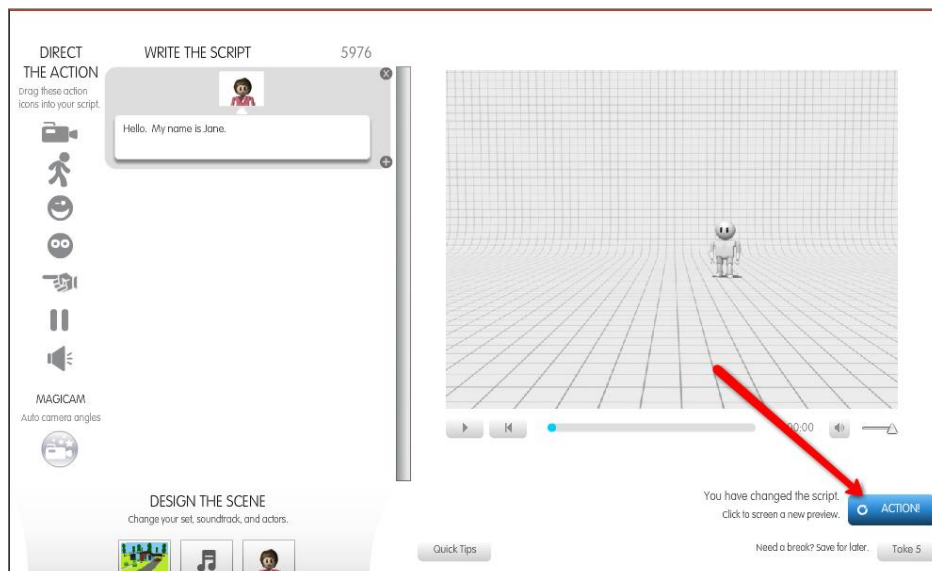 DIRECT
THE ACTION
Drag these action
icons into your script.
MAGICAM
Auto camera angles
WRITE THE SCRIPT 5976
Hello. My name is Jane.
DESIGN THE SCENE
Change your set, soundtrack, and actors.
00:00
You have changed the script.
Click to screen a new preview.
ACTION!
Quick Tips
Need a break? Save for later.
Take 5